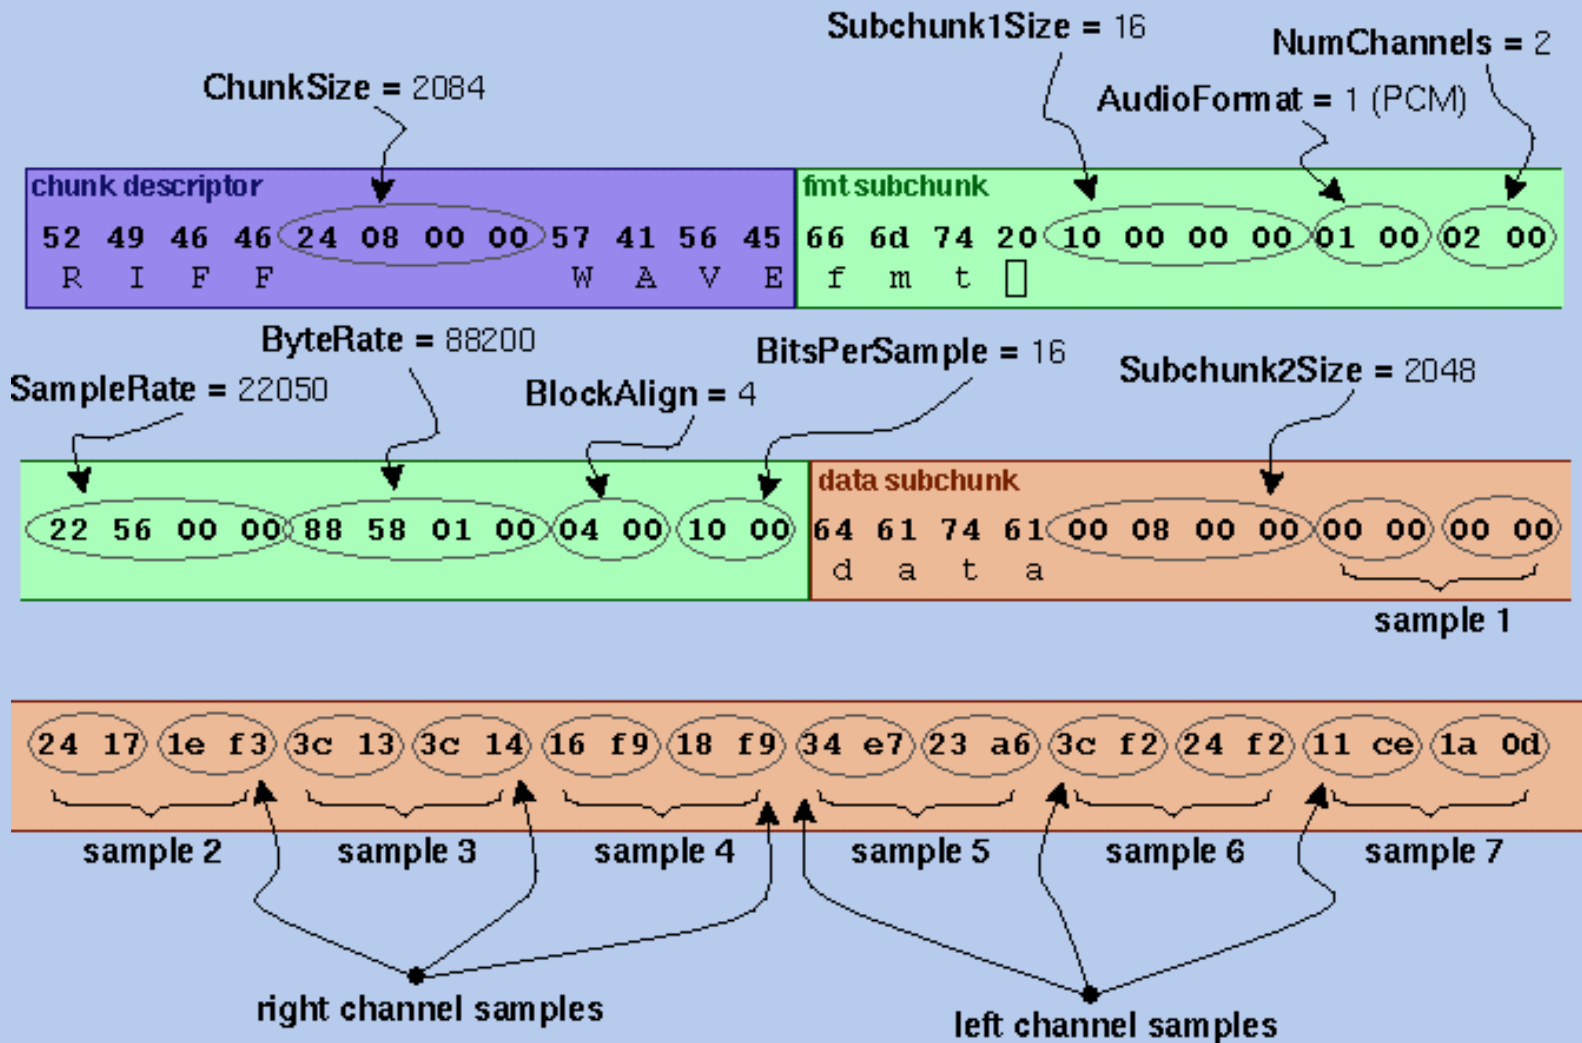 Subchunk1Size = 16
NumChannels = 2
ChunkSize = 2084
AudioFormat = 1 (PCM)
chunk descriptor
fmt subchunk
52 49 46 46 24 08 00 00 57 41 56 45 66 6d 74 20 10 00 00 00 01 00 02 00
R I F F W A V E f m t
ByteRate = 88200
BitsPerSample = 16
SampleRate = 22050
BlockAlign = 4
Subchunk2Size = 2048
data subchunk
22 56 00 00 88 58 01 00 04 00 10 00 64 61 74 61 00 08 00 00 00 00 00 00
d a t a
sample 1
24 17 1e f3 3c 13 3c 14 16 f9 18 f9 34 e7 23 a6 3c f2 24 f2 11 ce 1a 0d
sample 2 sample 3 sample 4 sample 5 sample 6 sample 7
right channel samples
left channel samples